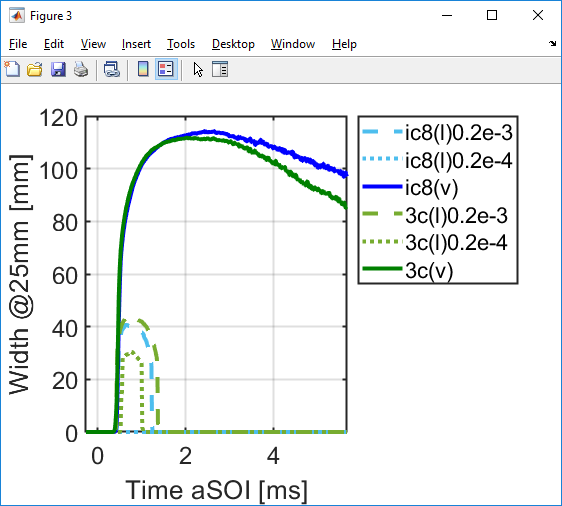 Figure 3
File Edit View Insert Tools Desktop Window Help
120
100
80
60
40
20
0
0 2 4
Width @25mm [mm]
Time aSOI [ms]
ic8(l)0.2e-3
ic8(l)0.2e-4
ic8(v)
3c(l)0.2e-3
3c(l)0.2e-4
3c(v)